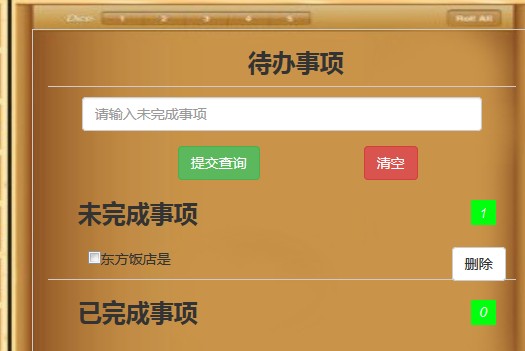 Dice 1 2 3 4 5 Roll All
待办事项
请输入未完成事项
提交查询 清空
未完成事项 1
东方饭店是 删除
已完成事项 0